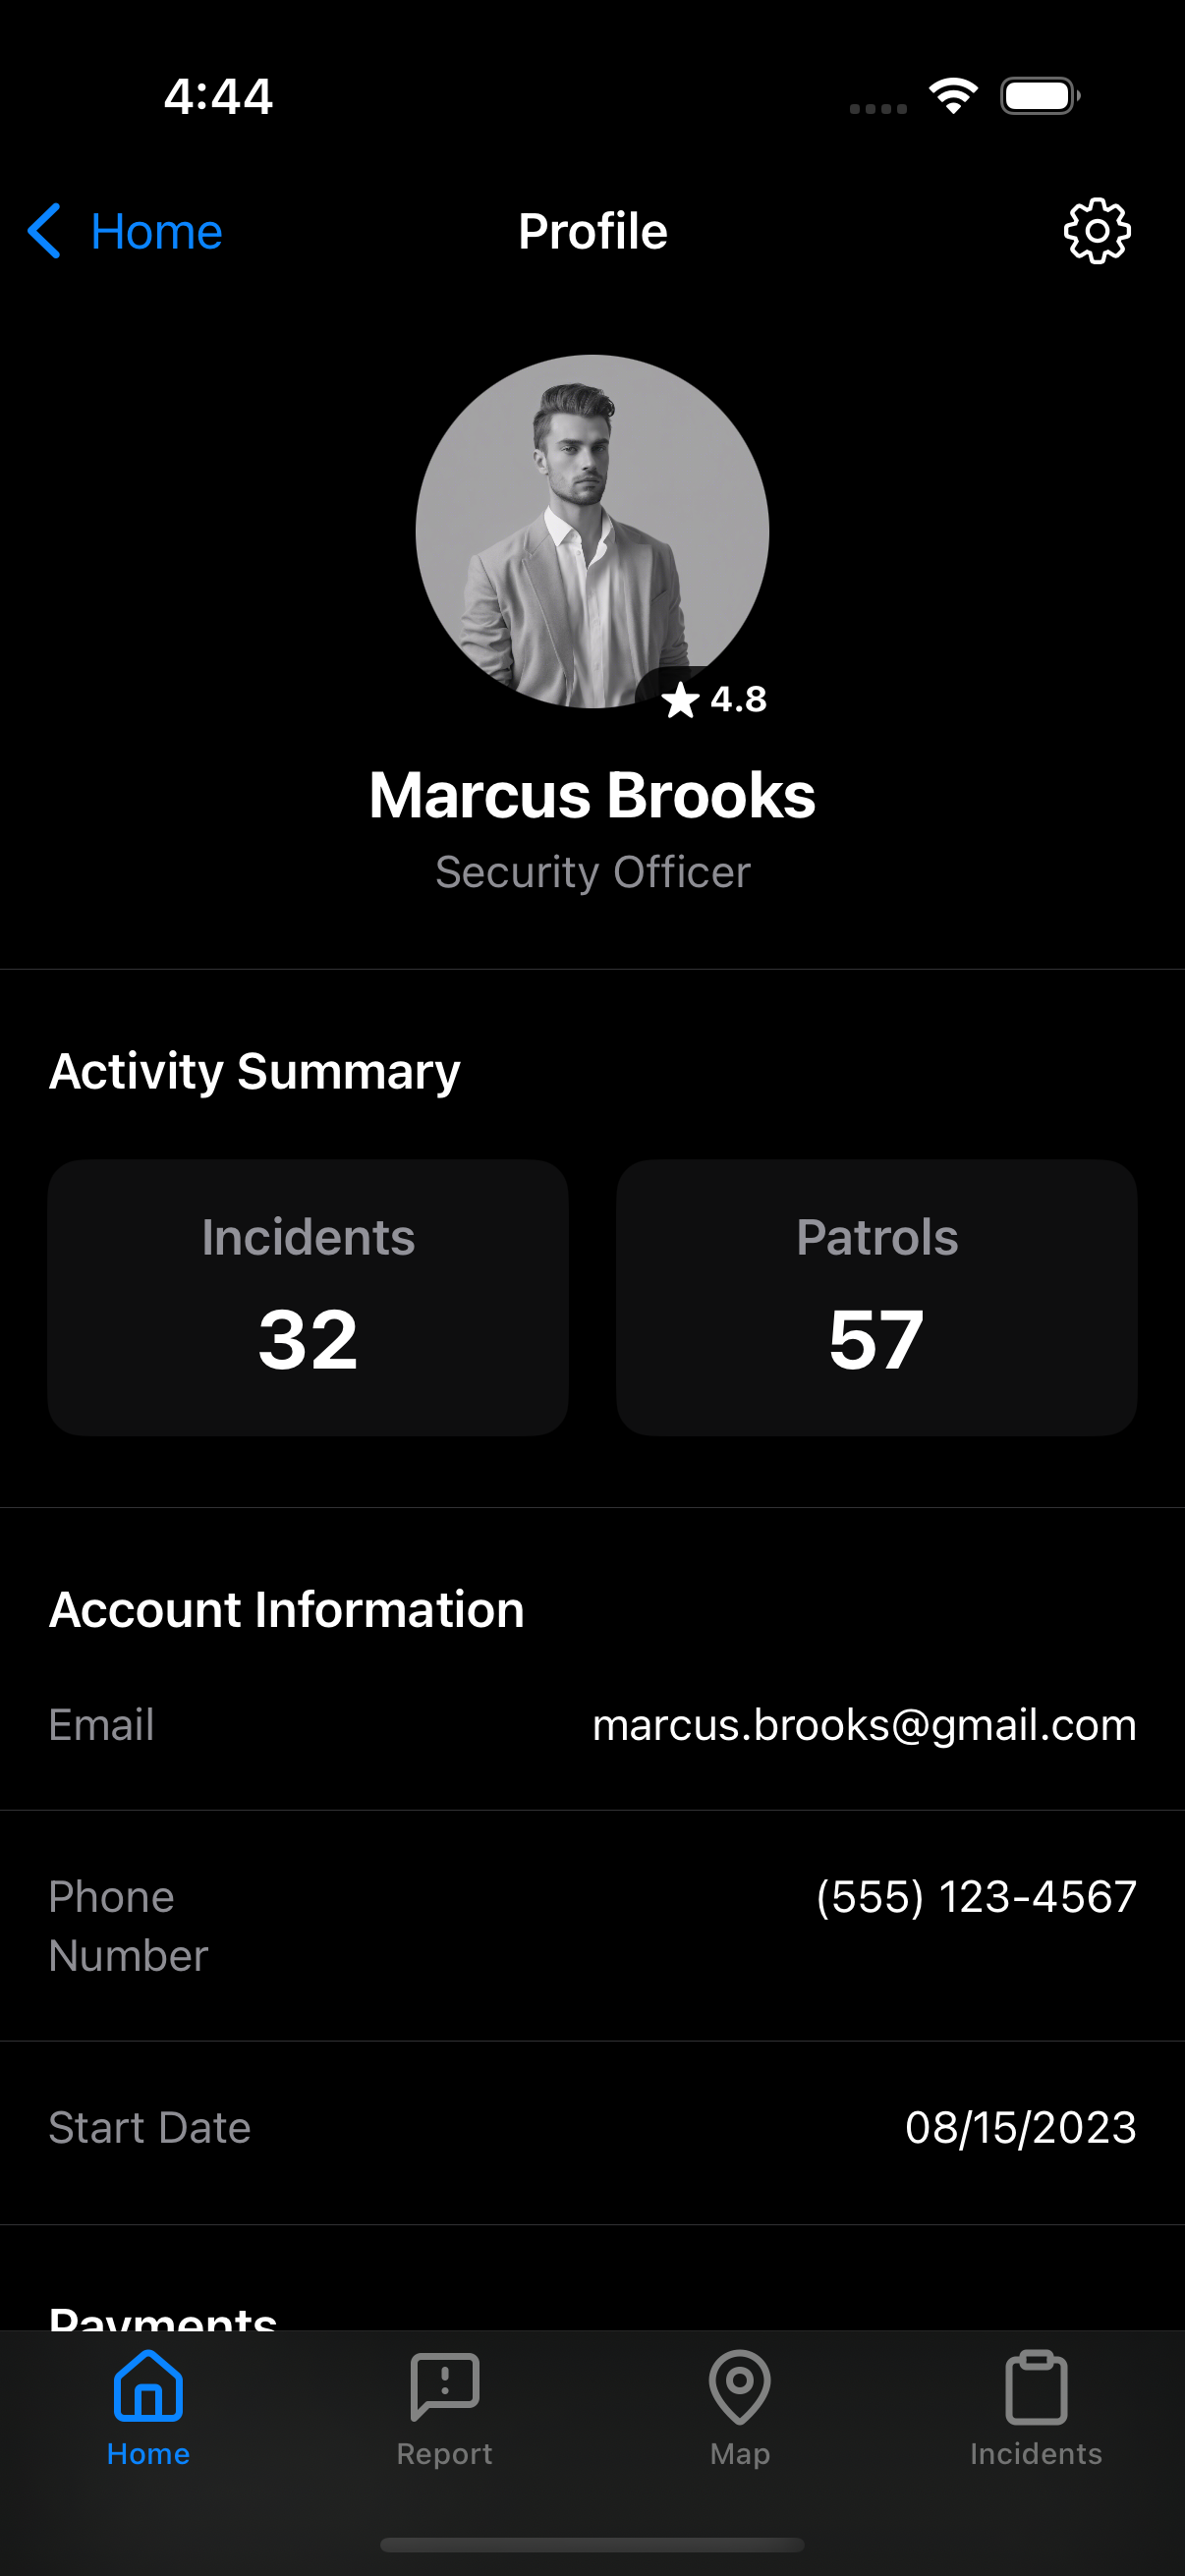 4:44
Home
Profile
4.8
Marcus Brooks
Security Officer
Activity Summary
Incidents
Patrols
32
57
Account Information
Email
marcus.brooks@gmail.com
Phone
Number
(555) 123-4567
Start Date
08/15/2023
Payments
Home
Report
Map
Incidents